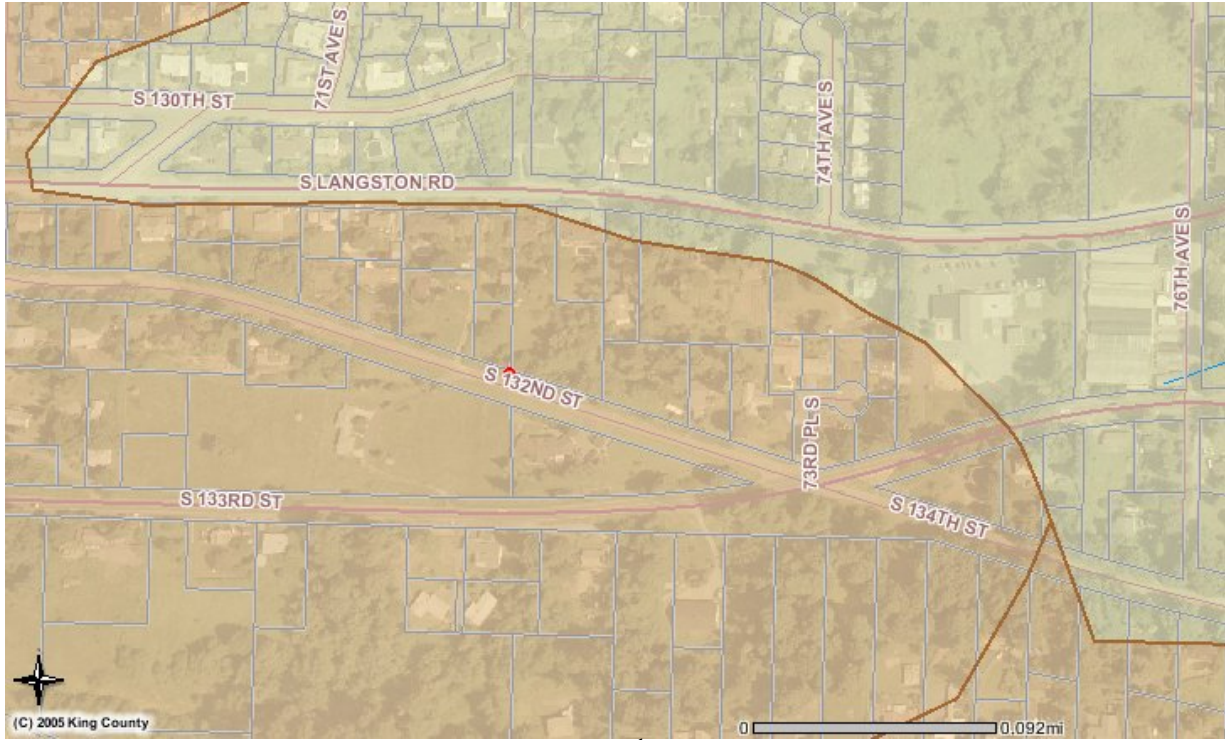 71ST AVE S
S 130TH ST
74TH AVE S
S LANGSTON RD
76TH AVE S
S 132ND ST
73RD PL S
S 133RD ST
S 134TH ST
(C) 2005 King County
0
0.092mi